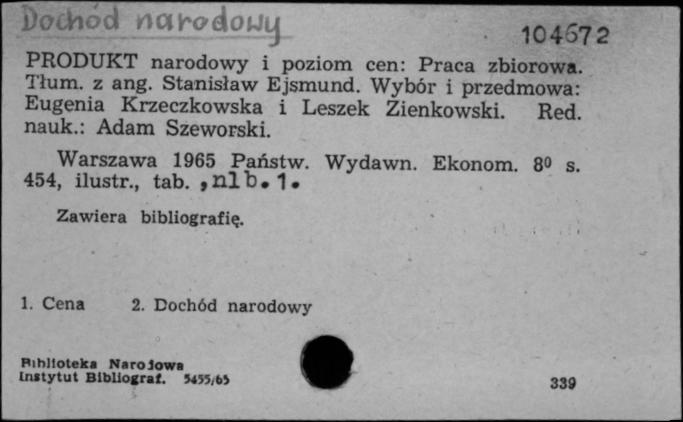 Dochód narodowy
104672
PRODUKT narodowy i poziom cen: Praca zbiorowa.
Tłum. z ang. Stanisław Ejsmund. Wybór i przedmowa:
Eugenia Krzeczkowska i Leszek Zienkowski. Red.
nauk.: Adam Szeworski.
Warszawa 1965 Państw. Wydawn. Ekonom. 8⁰ s.
454, ilustr., tab. ,nlb.1.
Zawiera bibliografię.
1. Cena 2. Dochód narodowy
Biblioteka Narodowa
Instytut Bibliograf. 5455/65
339